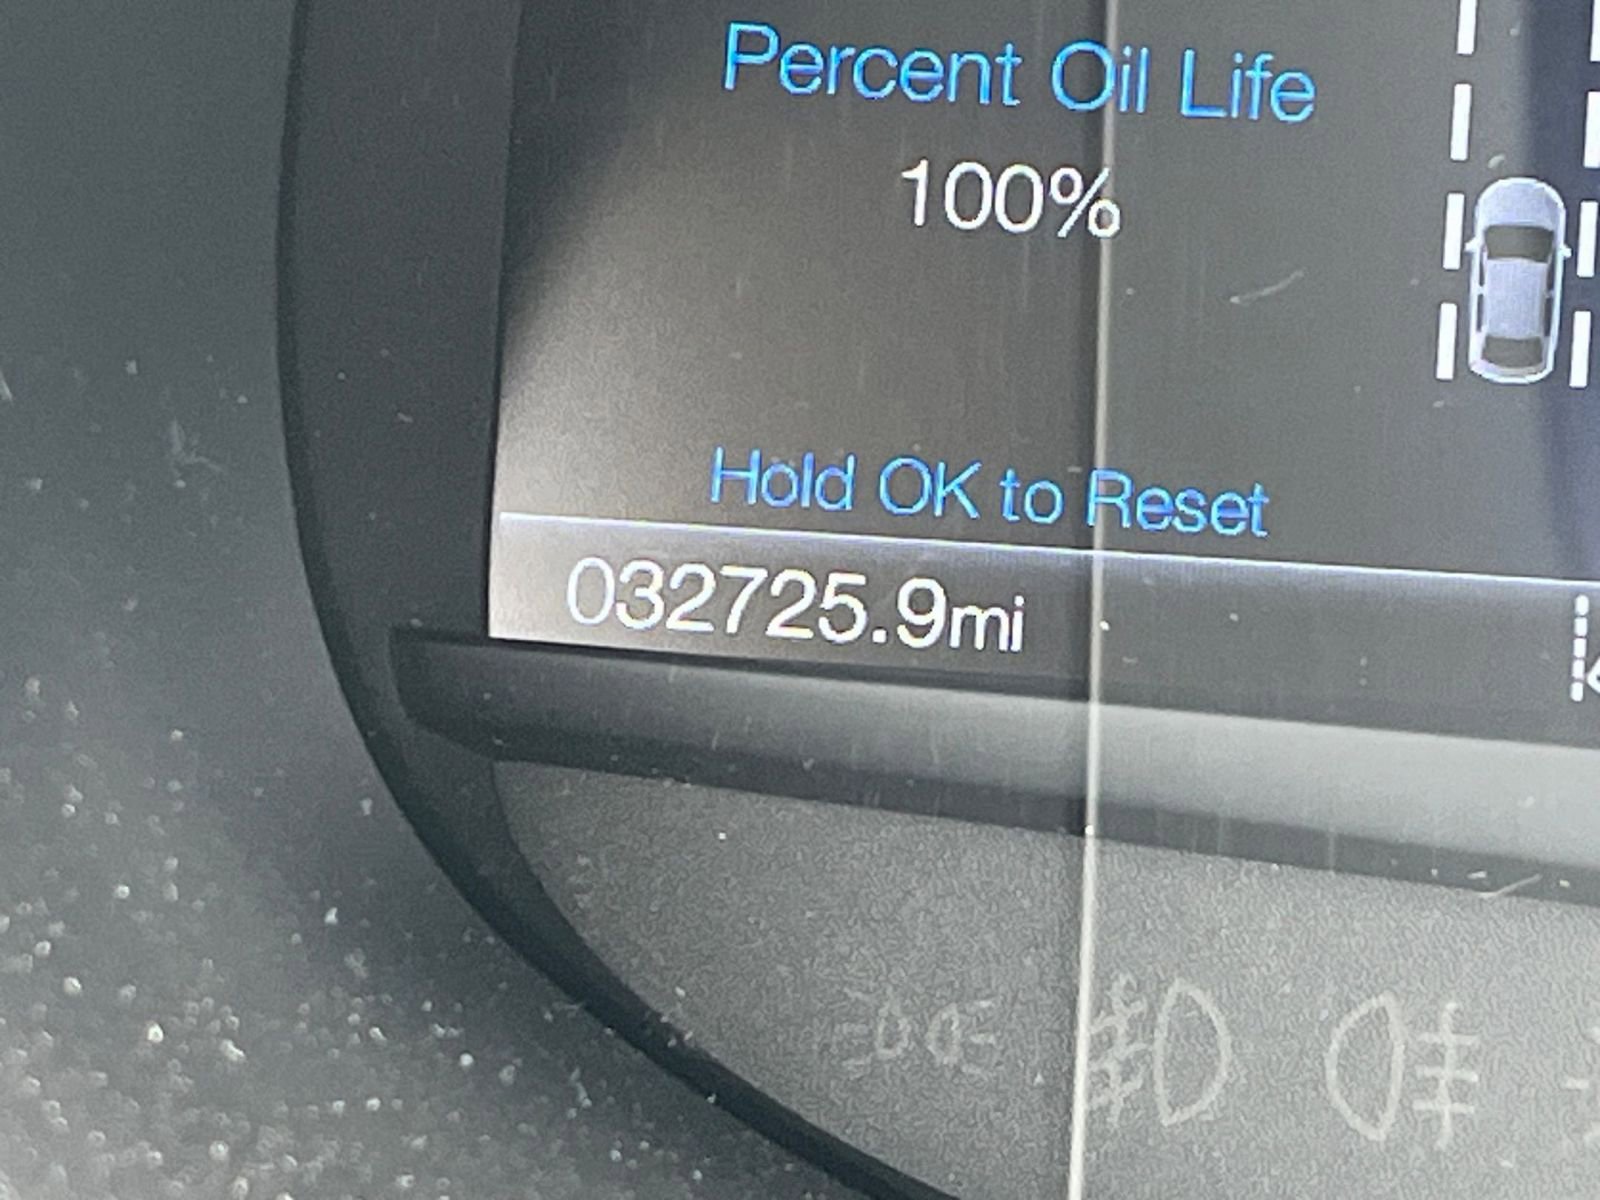 Percent Oil Life
100%
Hold OK to Reset
032725.9mi